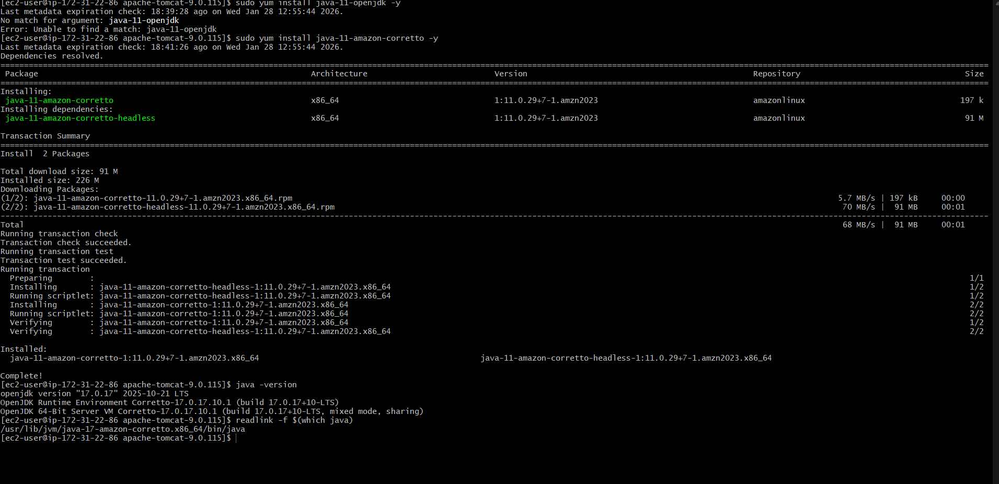 [ec2-user@ip-172-31-22-86 apache-tomcat-9.0.115]$ sudo yum install java-11-openjdk -y
Last metadata expiration check: 18:39:28 ago on Wed Jan 28 12:55:44 2026.
No match for argument: java-11-openjdk
Error: Unable to find a match: java-11-openjdk
[ec2-user@ip-172-31-22-86 apache-tomcat-9.0.115]$ sudo yum install java-11-amazon-corretto -y
Last metadata expiration check: 18:41:26 ago on Wed Jan 28 12:55:44 2026.
Dependencies resolved.
Package Architecture Version Repository Size
Installing:
java-11-amazon-corretto x86_64 1:11.0.29+7-1.amzn2023 amazonlinux 197 k
Installing dependencies:
java-11-amazon-corretto-headless x86_64 1:11.0.29+7-1.amzn2023 amazonlinux 91 M
Transaction Summary
Install 2 Packages
Total download size: 91 M
Installed size: 226 M
Downloading Packages:
(1/2): java-11-amazon-corretto-11.0.29+7-1.amzn2023.x86_64.rpm 5.7 MB/s | 197 kB 00:00
(2/2): java-11-amazon-corretto-headless-11.0.29+7-1.amzn2023.x86_64.rpm 70 MB/s | 91 MB 00:01
Total 68 MB/s | 91 MB 00:01
Running transaction check
Transaction check succeeded.
Running transaction test
Transaction test succeeded.
Running transaction
Preparing : 1/1
Installing : java-11-amazon-corretto-headless-1:11.0.29+7-1.amzn2023.x86_64 1/2
Running scriptlet: java-11-amazon-corretto-headless-1:11.0.29+7-1.amzn2023.x86_64 1/2
Installing : java-11-amazon-corretto-1:11.0.29+7-1.amzn2023.x86_64 2/2
Running scriptlet: java-11-amazon-corretto-1:11.0.29+7-1.amzn2023.x86_64 2/2
Verifying : java-11-amazon-corretto-1:11.0.29+7-1.amzn2023.x86_64 1/2
Verifying : java-11-amazon-corretto-headless-1:11.0.29+7-1.amzn2023.x86_64 2/2
Installed:
java-11-amazon-corretto-1:11.0.29+7-1.amzn2023.x86_64 java-11-amazon-corretto-headless-1:11.0.29+7-1.amzn2023.x86_64
Complete!
[ec2-user@ip-172-31-22-86 apache-tomcat-9.0.115]$ java -version
openjdk version "17.0.17" 2025-10-21 LTS
OpenJDK Runtime Environment Corretto-17.0.17.10.1 (build 17.0.17+10-LTS)
OpenJDK 64-Bit Server VM Corretto-17.0.17.10.1 (build 17.0.17+10-LTS, mixed mode, sharing)
[ec2-user@ip-172-31-22-86 apache-tomcat-9.0.115]$ readlink -f $(which java)
/usr/lib/jvm/java-17-amazon-corretto.x86_64/bin/java
[ec2-user@ip-172-31-22-86 apache-tomcat-9.0.115]$